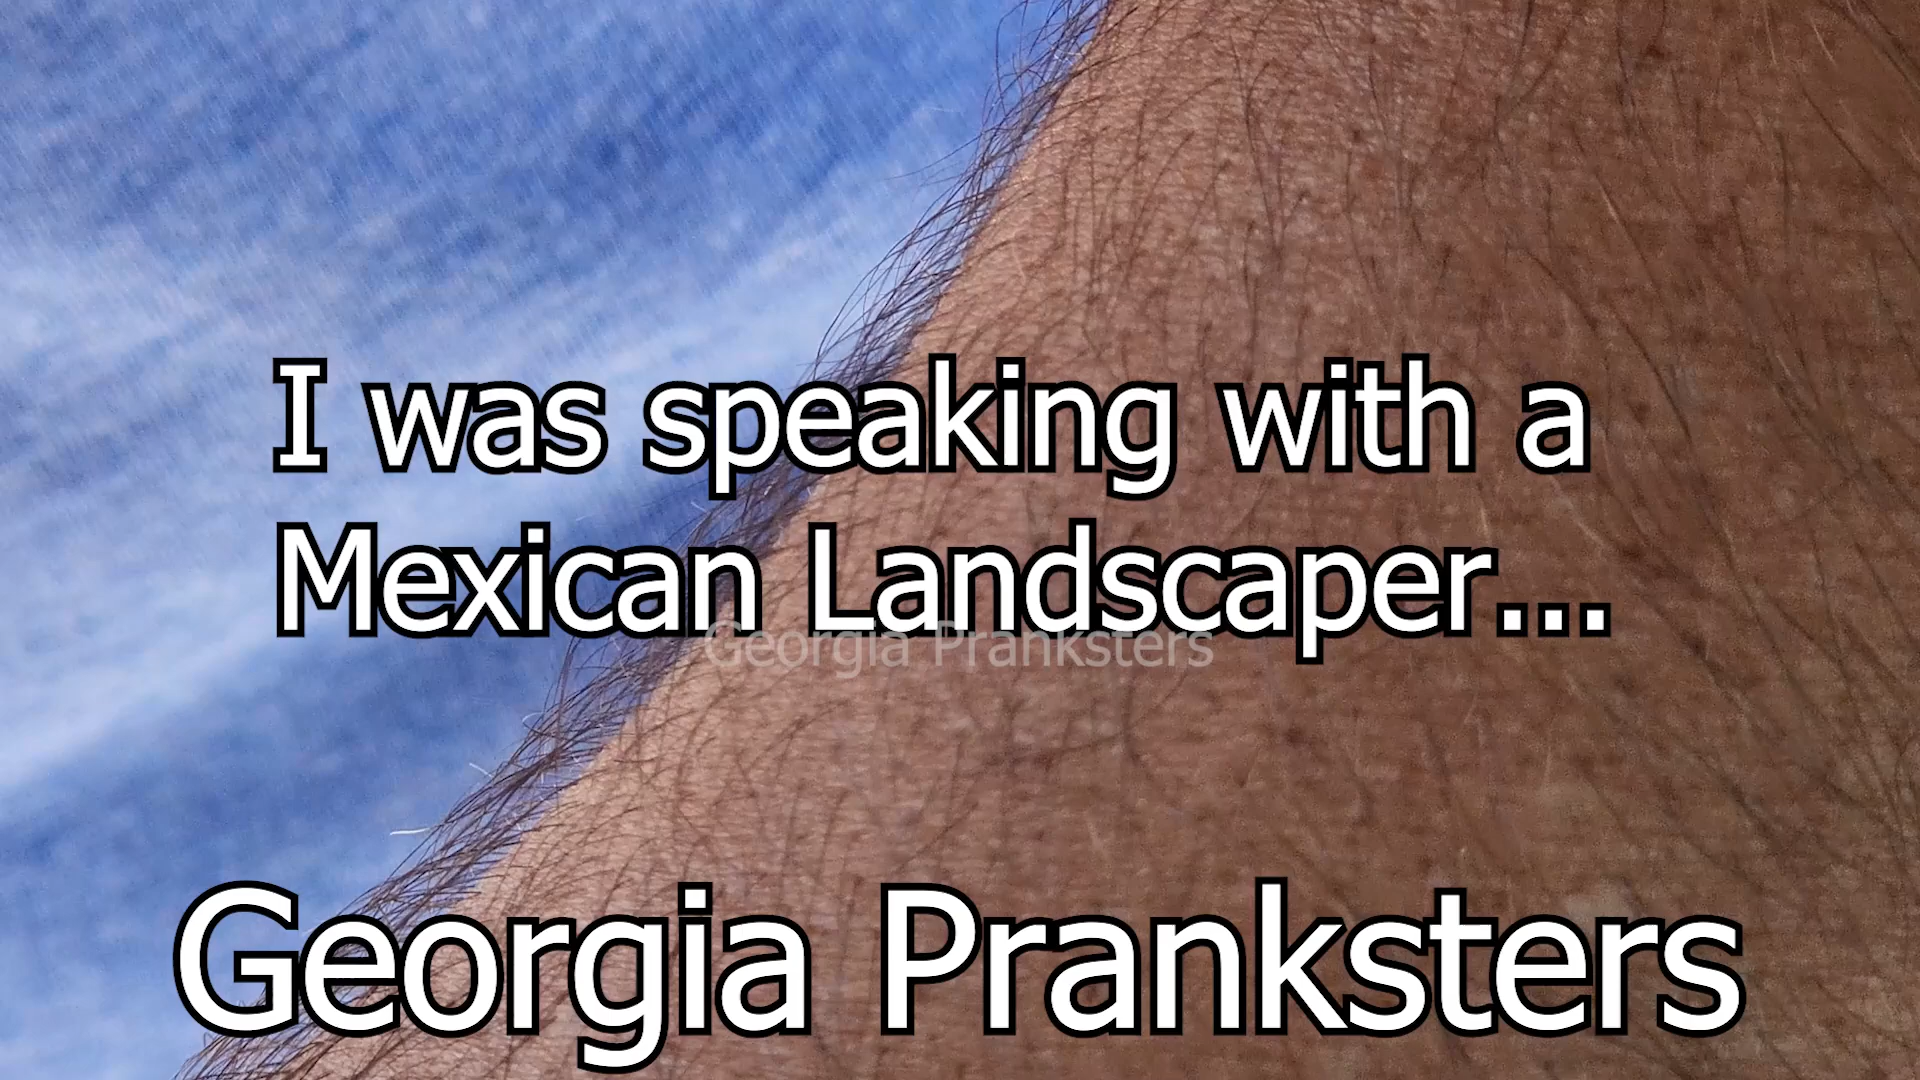 I was speaking with a
Mexican Landscaper...
Georgia Pranksters
Georgia Pranksters